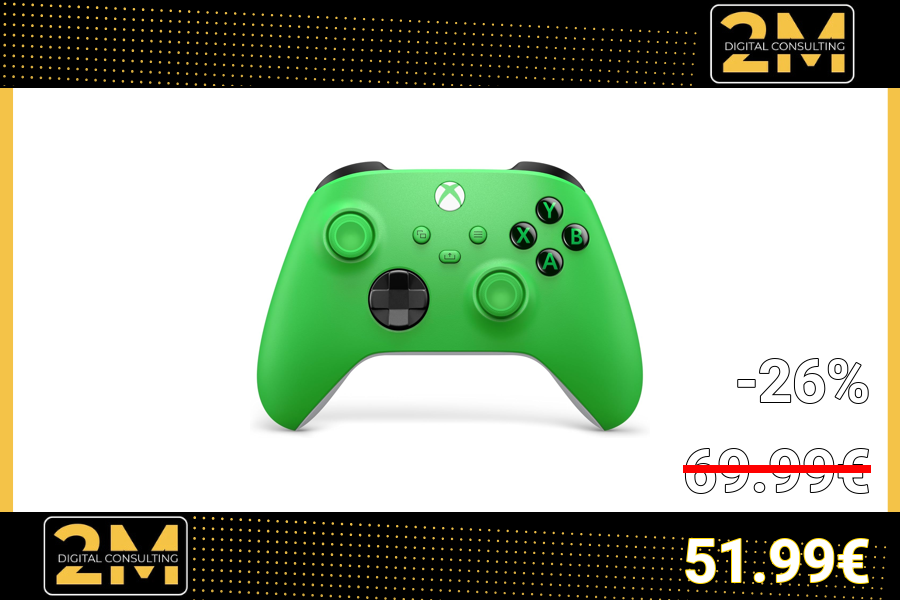 2M
DIGITAL CONSULTING
Y
X
B
A
-26%
69.99€
2M
DIGITAL CONSULTING
51.99€